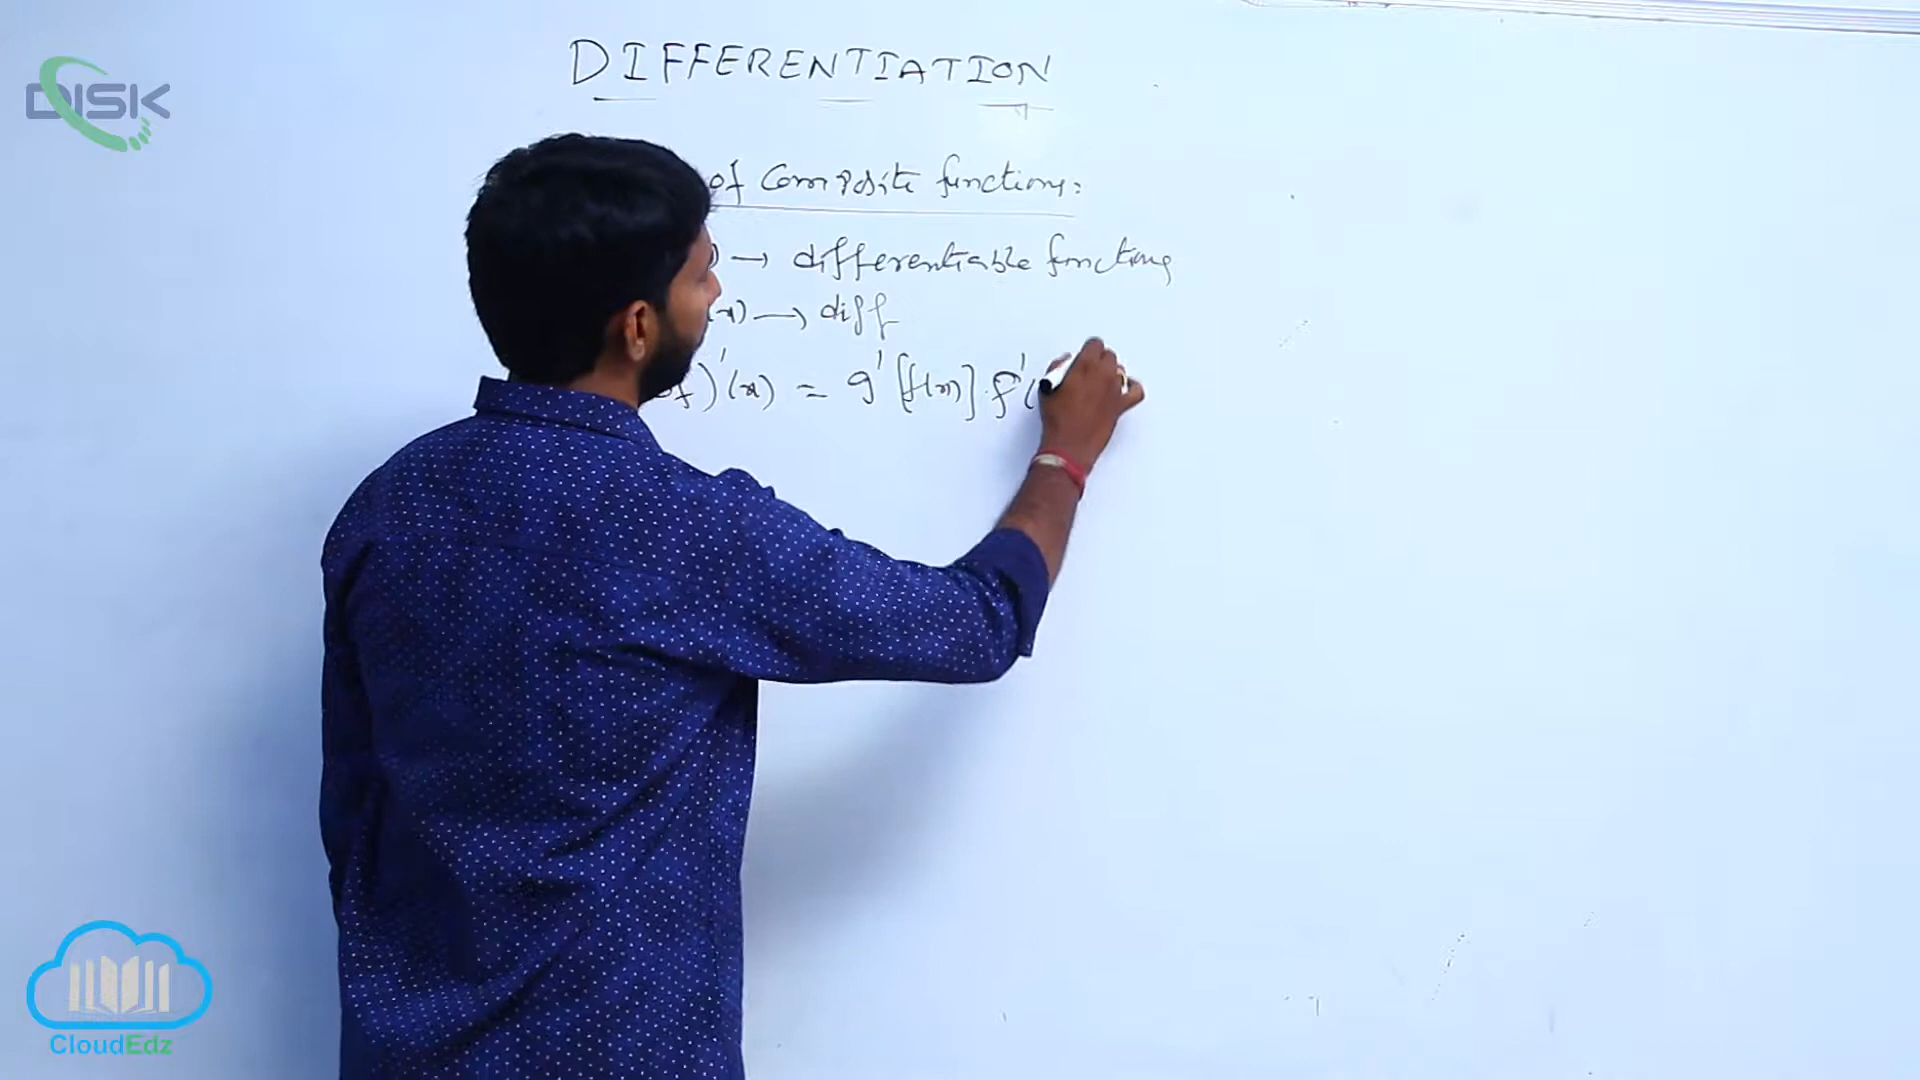 DIFFERENTIATION
DISK
of Composite functions:
) → differentiable functions
(x) → diff
f)'(x) = g'[f(x)].f'(
CloudEdz